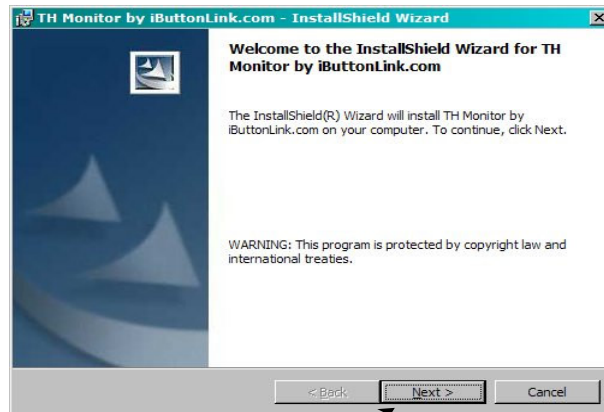 TH Monitor by iButtonLink.com - InstallShield Wizard
Welcome to the InstallShield Wizard for TH
Monitor by iButtonLink.com
The InstallShield(R) Wizard will install TH Monitor by
iButtonLink.com on your computer. To continue, click Next.
WARNING: This program is protected by copyright law and
international treaties.
< Back Next > Cancel